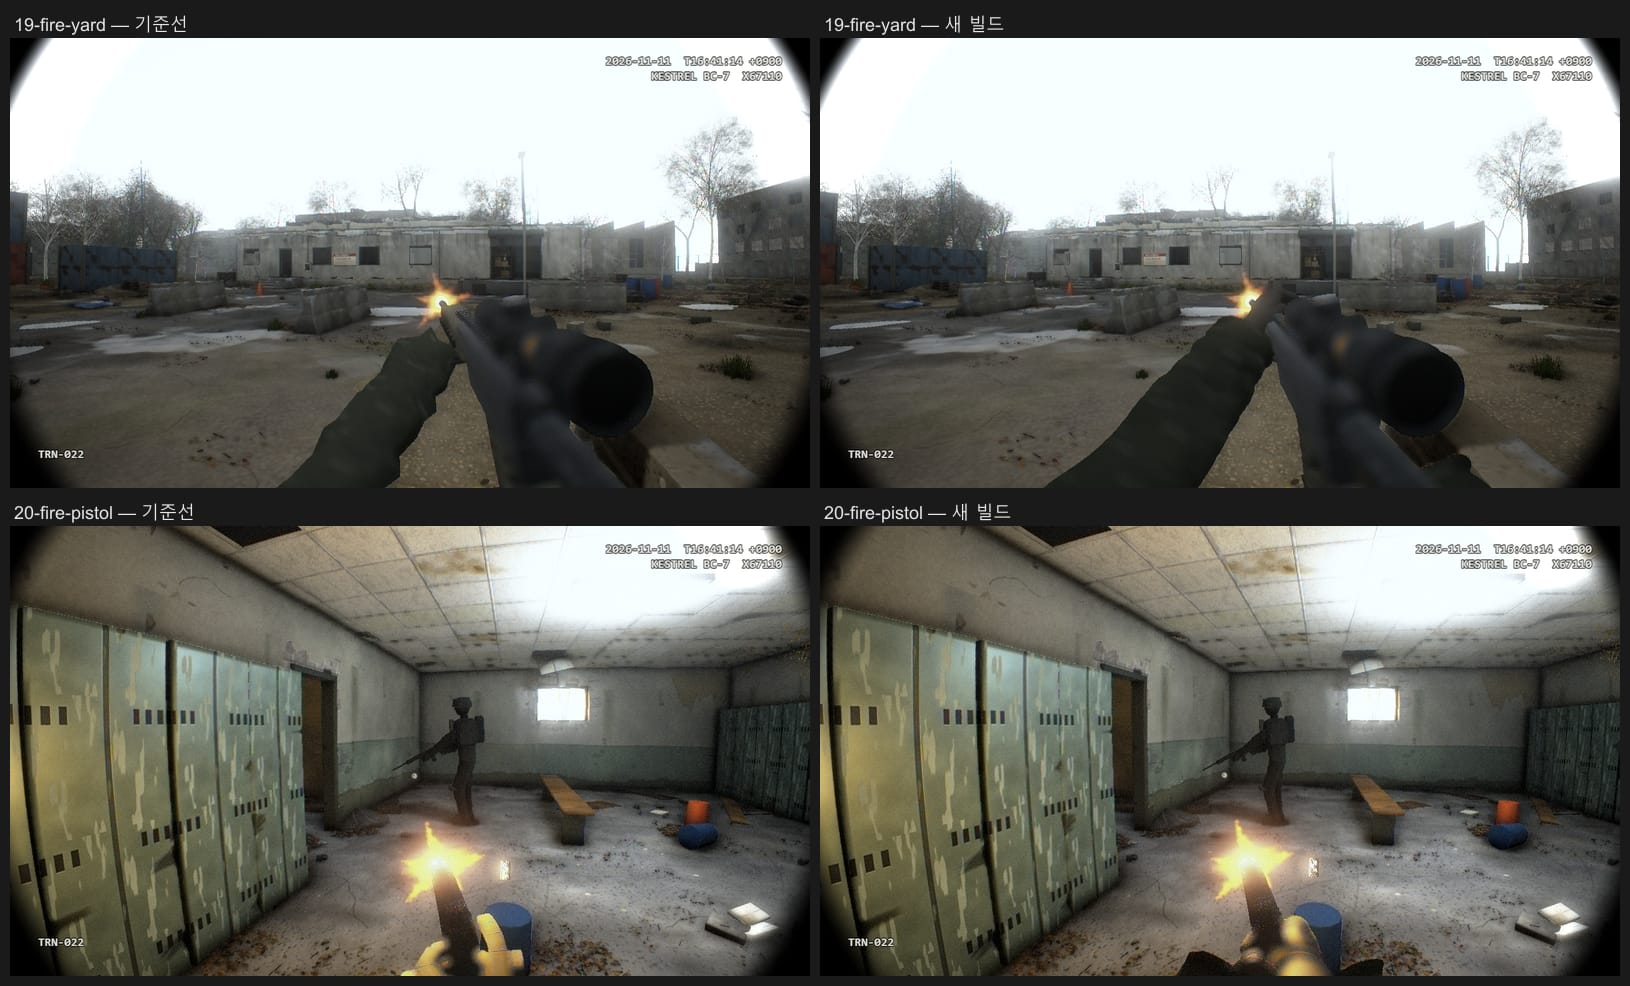 19-fire-yard — 기준선
2026-11-11 T16:41:14 +0900
KESTREL BC-7 X67110
TRN-022
19-fire-yard — 새 빌드
2026-11-11 T16:41:14 +0900
KESTREL BC-7 X67110
TRN-022
20-fire-pistol — 기준선
2026-11-11 T16:41:14 +0900
KESTREL BC-7 X67110
TRN-022
20-fire-pistol — 새 빌드
2026-11-11 T16:41:14 +0900
KESTREL BC-7 X67110
TRN-022